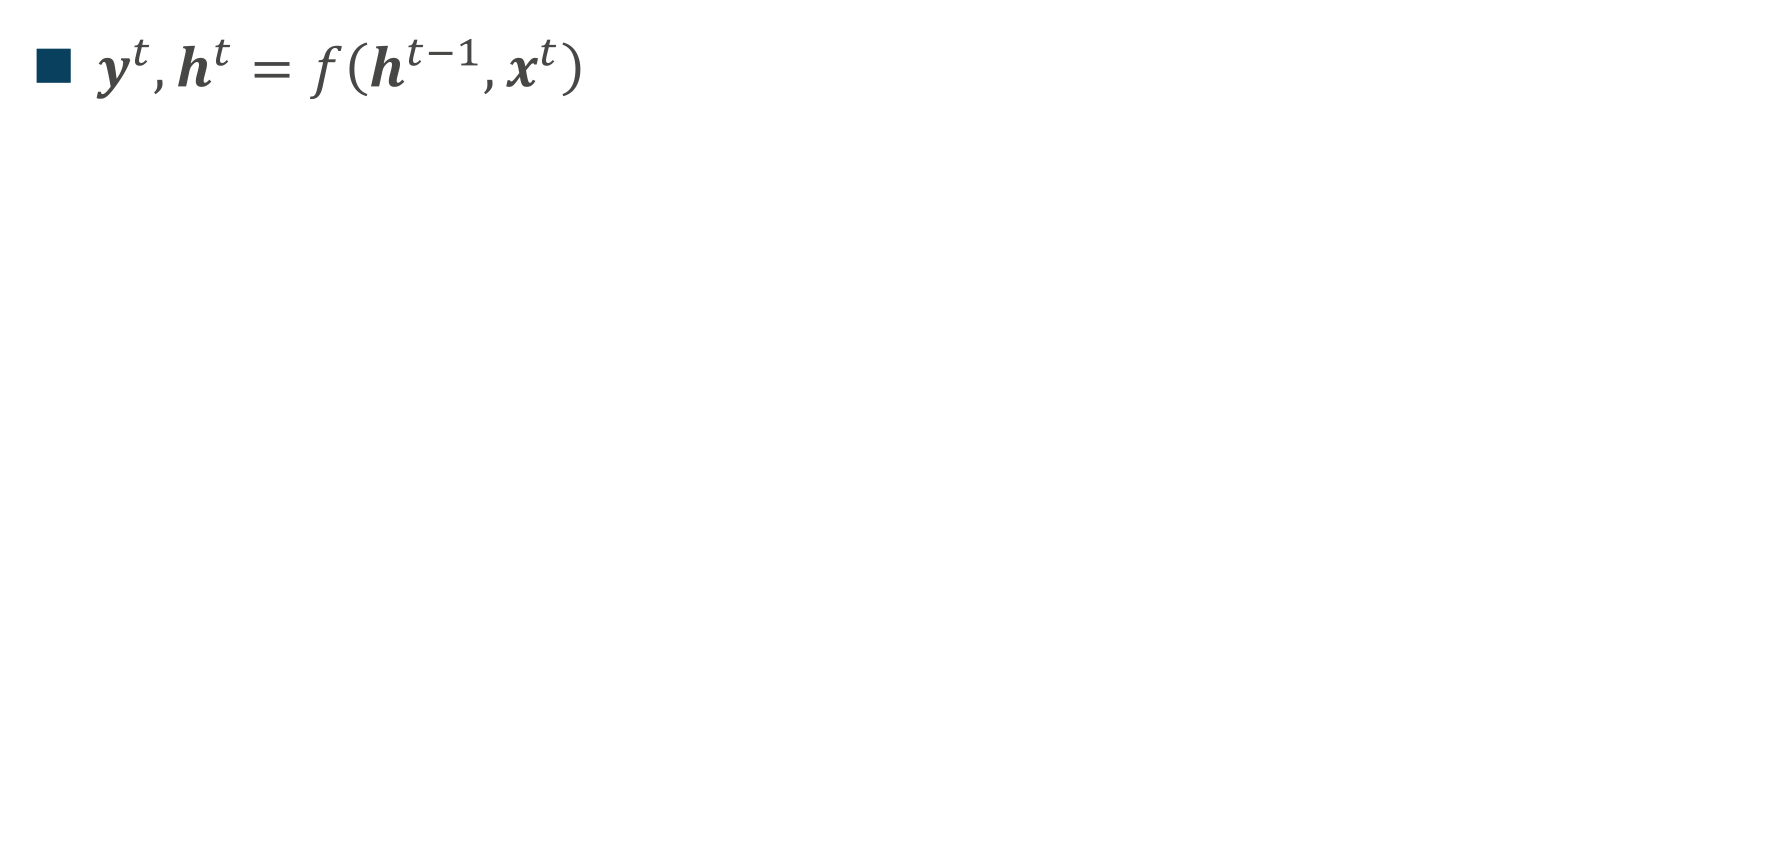 ■ 𝒚ᵗ, 𝒉ᵗ = 𝑓(𝒉ᵗ⁻¹, 𝒙ᵗ)